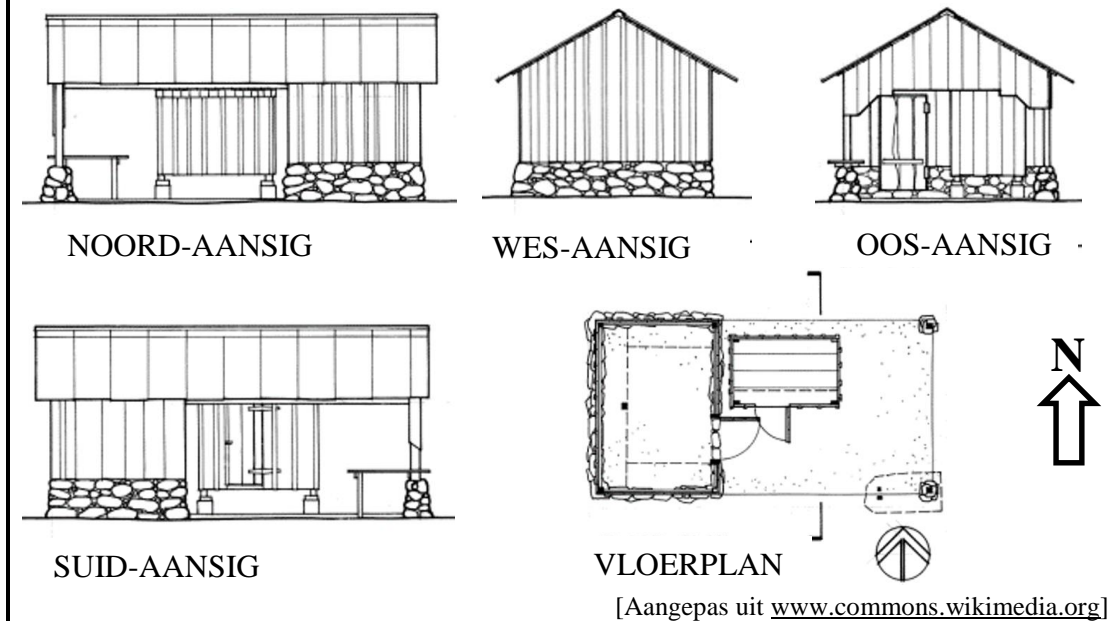 NOORD-AANSIG
WES-AANSIG
OOS-AANSIG
N
SUID-AANSIG
VLOERPLAN
[Aangepas uit www.commons.wikimedia.org]